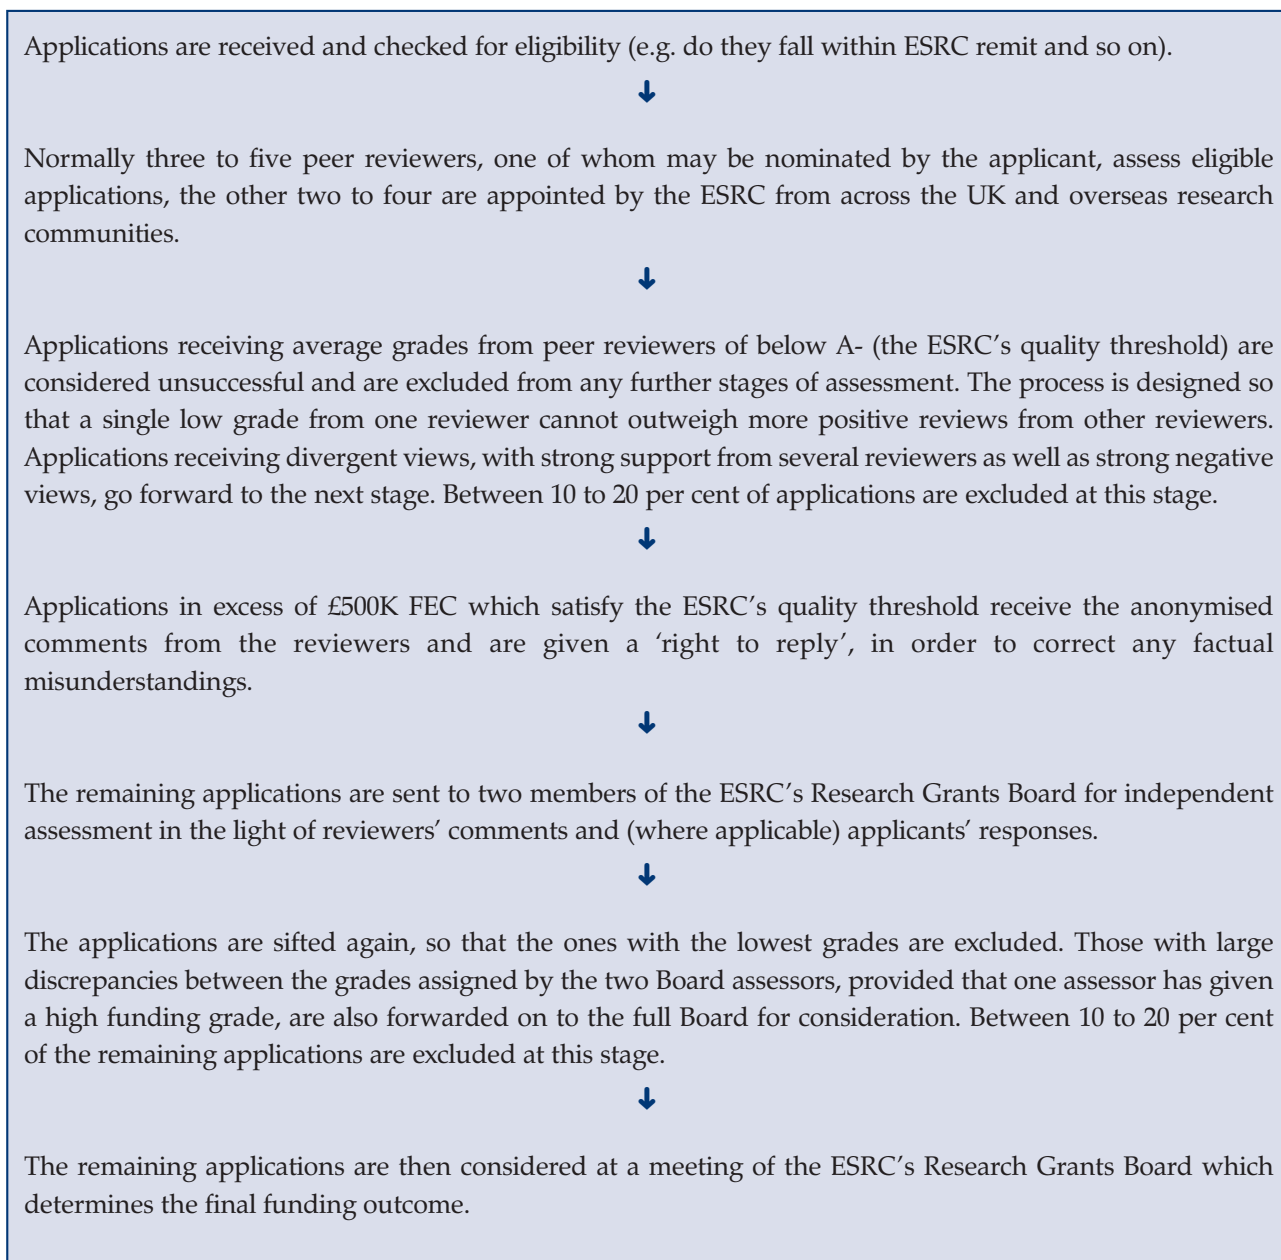 Applications are received and checked for eligibility (e.g. do they fall within ESRC remit and so on).
Normally three to five peer reviewers, one of whom may be nominated by the applicant, assess eligible
applications, the other two to four are appointed by the ESRC from across the UK and overseas research
communities.
Applications receiving average grades from peer reviewers of below A- (the ESRC’s quality threshold) are
considered unsuccessful and are excluded from any further stages of assessment. The process is designed so
that a single low grade from one reviewer cannot outweigh more positive reviews from other reviewers.
Applications receiving divergent views, with strong support from several reviewers as well as strong negative
views, go forward to the next stage. Between 10 to 20 per cent of applications are excluded at this stage.
Applications in excess of £500K FEC which satisfy the ESRC’s quality threshold receive the anonymised
comments from the reviewers and are given a ‘right to reply’, in order to correct any factual
misunderstandings.
The remaining applications are sent to two members of the ESRC’s Research Grants Board for independent
assessment in the light of reviewers’ comments and (where applicable) applicants’ responses.
The applications are sifted again, so that the ones with the lowest grades are excluded. Those with large
discrepancies between the grades assigned by the two Board assessors, provided that one assessor has given
a high funding grade, are also forwarded on to the full Board for consideration. Between 10 to 20 per cent
of the remaining applications are excluded at this stage.
The remaining applications are then considered at a meeting of the ESRC’s Research Grants Board which
determines the final funding outcome.